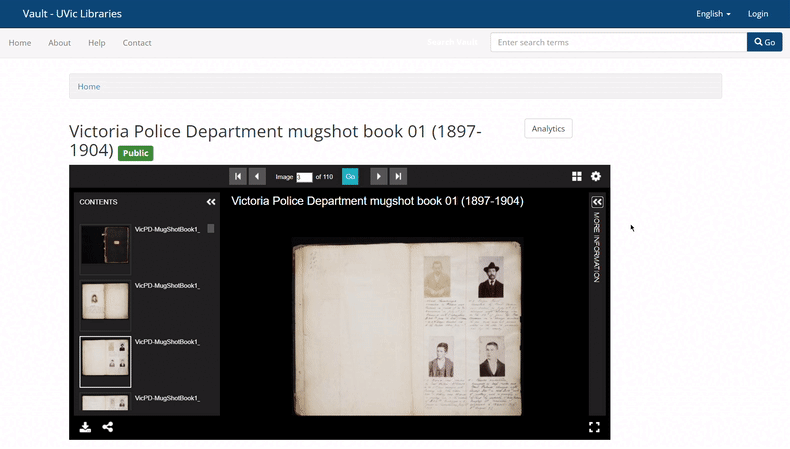 Vault - UVic Libraries
English
Login
Home
About
Help
Contact
Search Vault
Enter search terms
Go
Home
Victoria Police Department mugshot book 01 (1897-
1904) Public
Analytics
Image 3 of 110 Go
CONTENTS
Victoria Police Department mugshot book 01 (1897-1904)
VicPD-MugShotBook1_
VicPD-MugShotBook1_
VicPD-MugShotBook1_
VicPD-MugShotBook1_
MORE INFORMATION